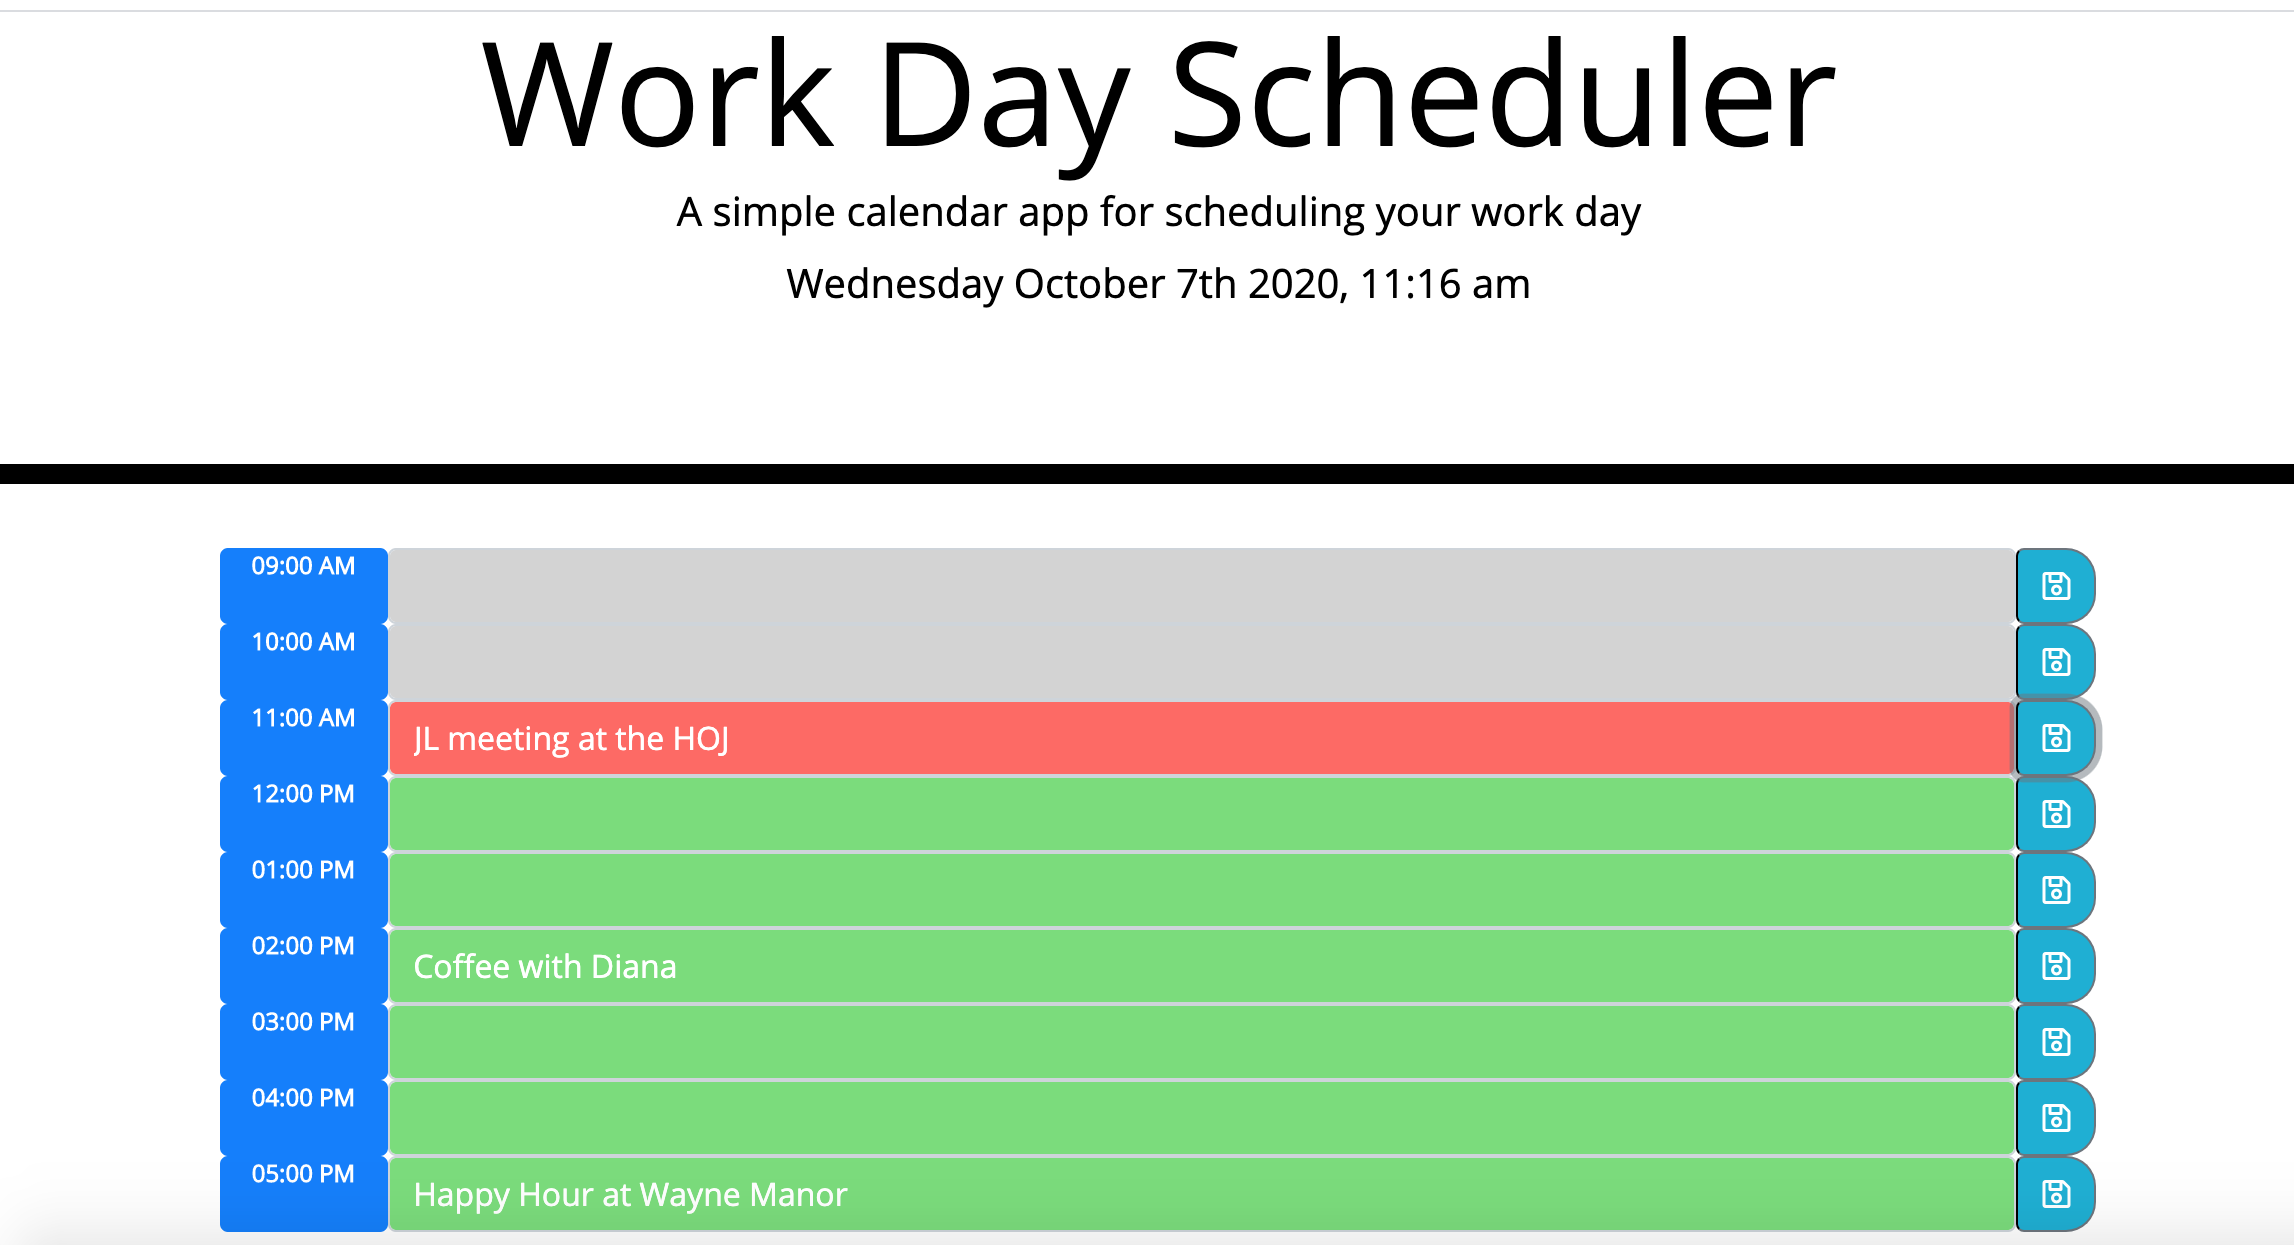 Work Day Scheduler
A simple calendar app for scheduling your work day
Wednesday October 7th 2020, 11:16 am
09:00 AM
10:00 AM
11:00 AM JL meeting at the HOJ
12:00 PM
01:00 PM
02:00 PM Coffee with Diana
03:00 PM
04:00 PM
05:00 PM Happy Hour at Wayne Manor